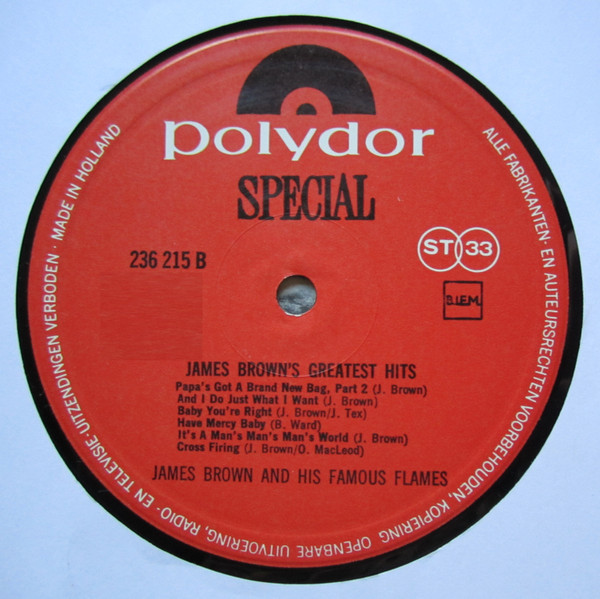 polydor
SPECIAL
236 215 B
ST 33
B.I.E.M.
JAMES BROWN'S GREATEST HITS
Papa's Got A Brand New Bag, Part 2 (J. Brown)
And I Do Just What I Want (J. Brown)
Baby You're Right (J. Brown/J. Tex)
Have Mercy Baby (B. Ward)
It's A Man's Man's Man's World (J. Brown)
Cross Firing (J. Brown/O. MacLeod)
JAMES BROWN AND HIS FAMOUS FLAMES
ALLE FABRIKANTEN- EN AUTEURSRECHTEN VOORBEHOUDEN, KOPIËRING OPENBARE UITVOERING, RADIO- EN TELEVISIE-UITZENDINGEN VERBODEN · MADE IN HOLLAND